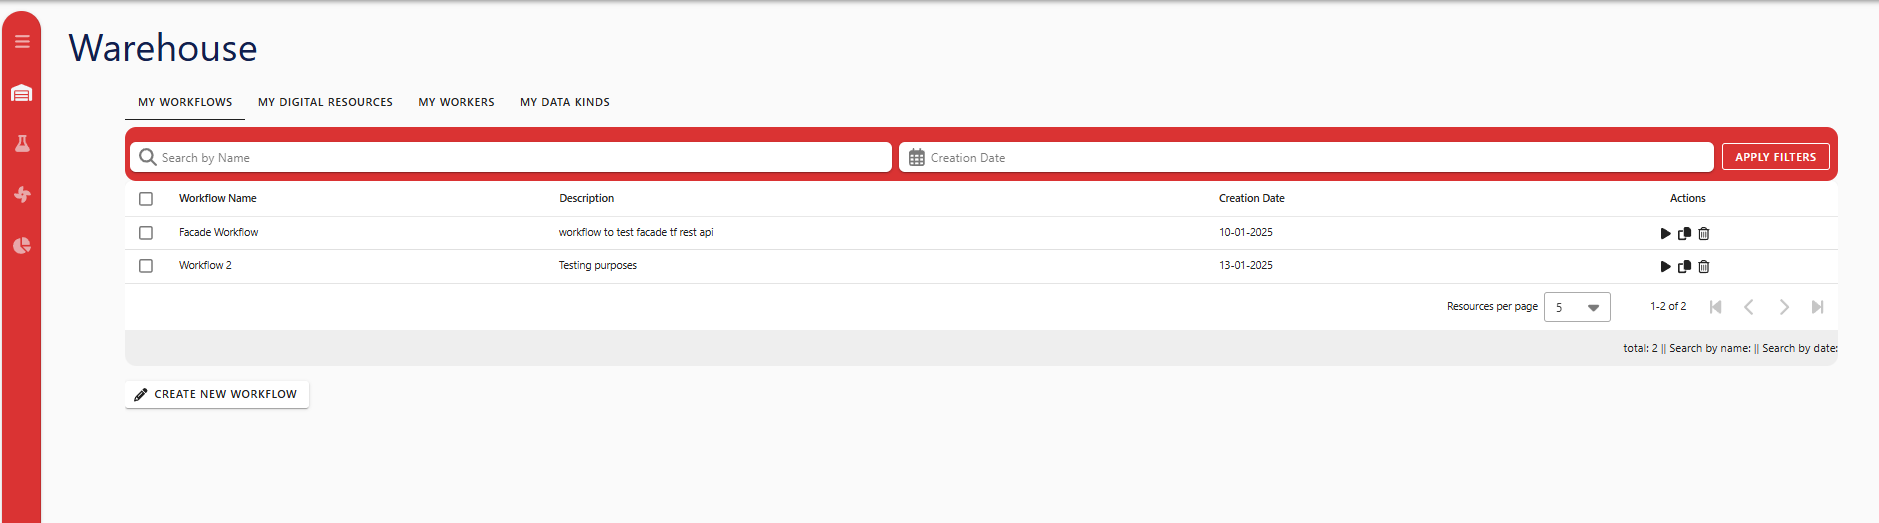 Warehouse
MY WORKFLOWS MY DIGITAL RESOURCES MY WORKERS MY DATA KINDS
Search by Name Creation Date APPLY FILTERS
Workflow Name Description Creation Date Actions
Facade Workflow workflow to test facade tf rest api 10-01-2025
Workflow 2 Testing purposes 13-01-2025
Resources per page 5 1-2 of 2
total: 2 || Search by name: || Search by date:
CREATE NEW WORKFLOW